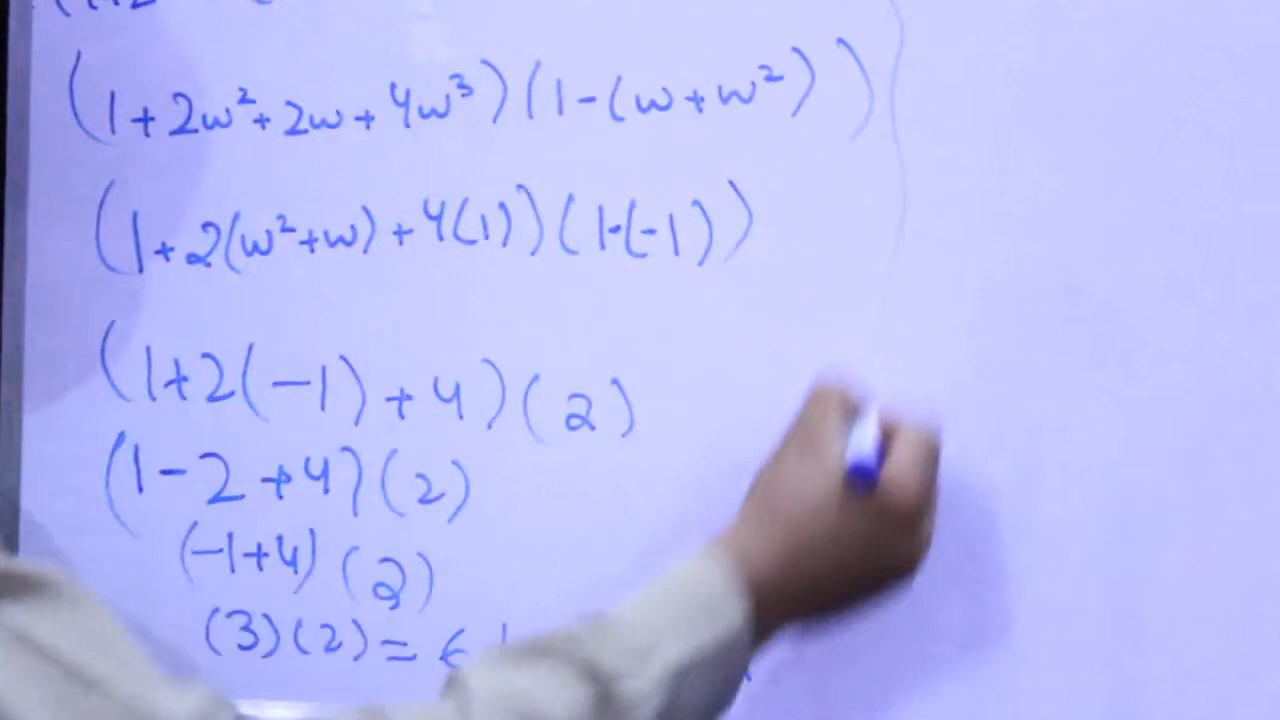 (1+2w²+2w+4w³)(1-(w+w²))
(1+2(w²+w)+4(1))(1-(-1))
(1+2(-1)+4)(2)
(1-2+4)(2)
(-1+4)(2)
(3)(2)=